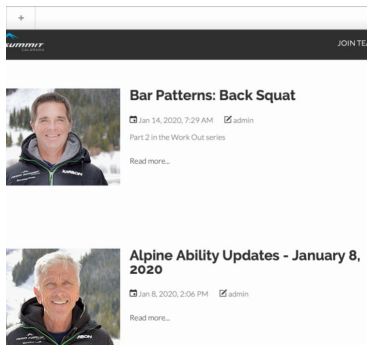 +
SUMMIT
COLORADO
JOIN TEA
Bar Patterns: Back Squat
Jan 14, 2020, 7:29 AM admin
Part 2 in the Work Out series
Read more...
KARBON
Alpine Ability Updates - January 8,
2020
Jan 8, 2020, 2:06 PM admin
Read more...